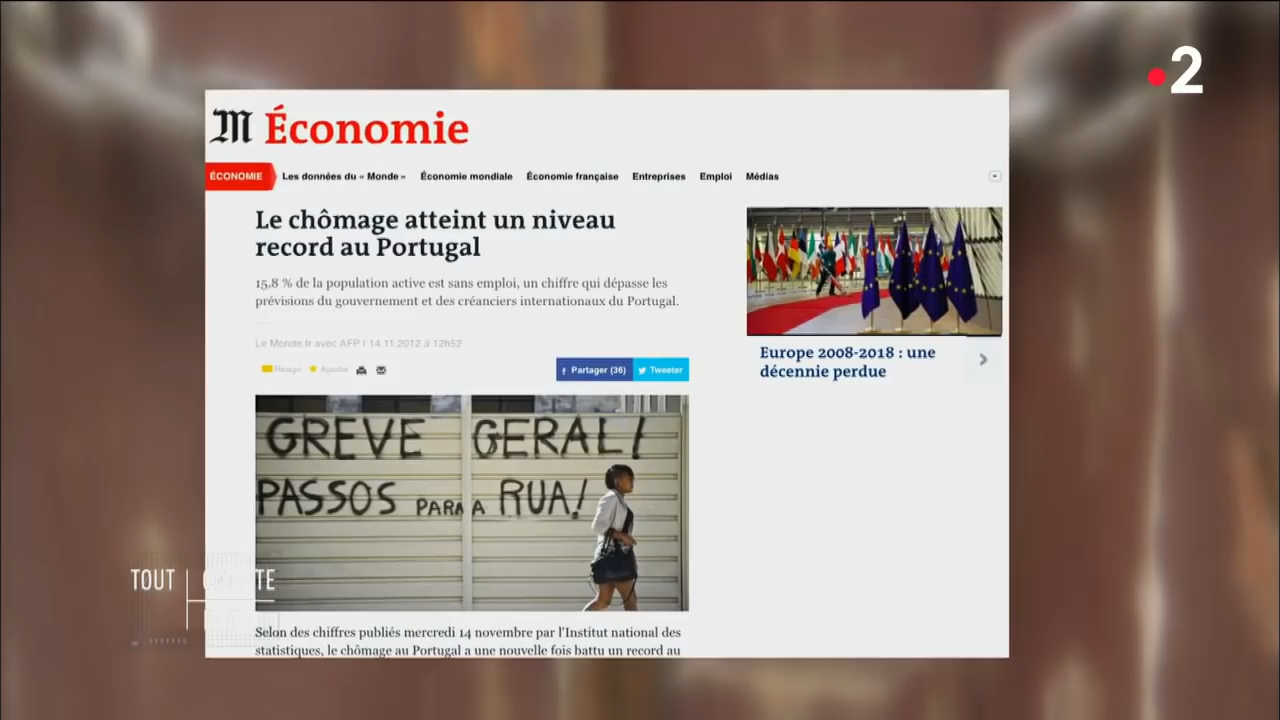 2
M Économie
ÉCONOMIE Les données du « Monde » Économie mondiale Économie française Entreprises Emploi Médias
Le chômage atteint un niveau
record au Portugal
15,8 % de la population active est sans emploi, un chiffre qui dépasse les
prévisions du gouvernement et des créanciers internationaux du Portugal.
Le Monde.fr avec AFP | 14.11.2012 à 12h52
Réagir Ajouter
Partager (36) Tweeter
Europe 2008-2018 : une
décennie perdue
GREVE GERAL!
PASSOS PARA A RUA!
TOUT
Selon des chiffres publiés mercredi 14 novembre par l'Institut national des
statistiques, le chômage au Portugal a une nouvelle fois battu un record au